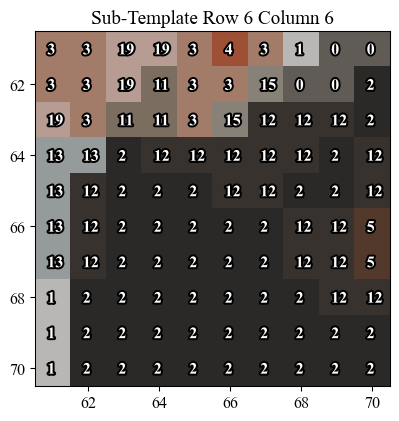 Sub-Template Row 6 Column 6
3 3 19 19 3 4 3 1 0 0
62 3 3 19 11 3 3 15 0 0 2
19 3 11 11 3 15 12 12 12 2
64 13 13 2 12 12 12 12 12 2 12
13 12 2 2 2 12 12 2 2 12
66 13 12 2 2 2 2 2 12 12 5
13 12 2 2 2 2 2 12 12 5
68 1 2 2 2 2 2 2 2 12 12
1 2 2 2 2 2 2 2 2 2
70 1 2 2 2 2 2 2 2 2 2
62 64 66 68 70